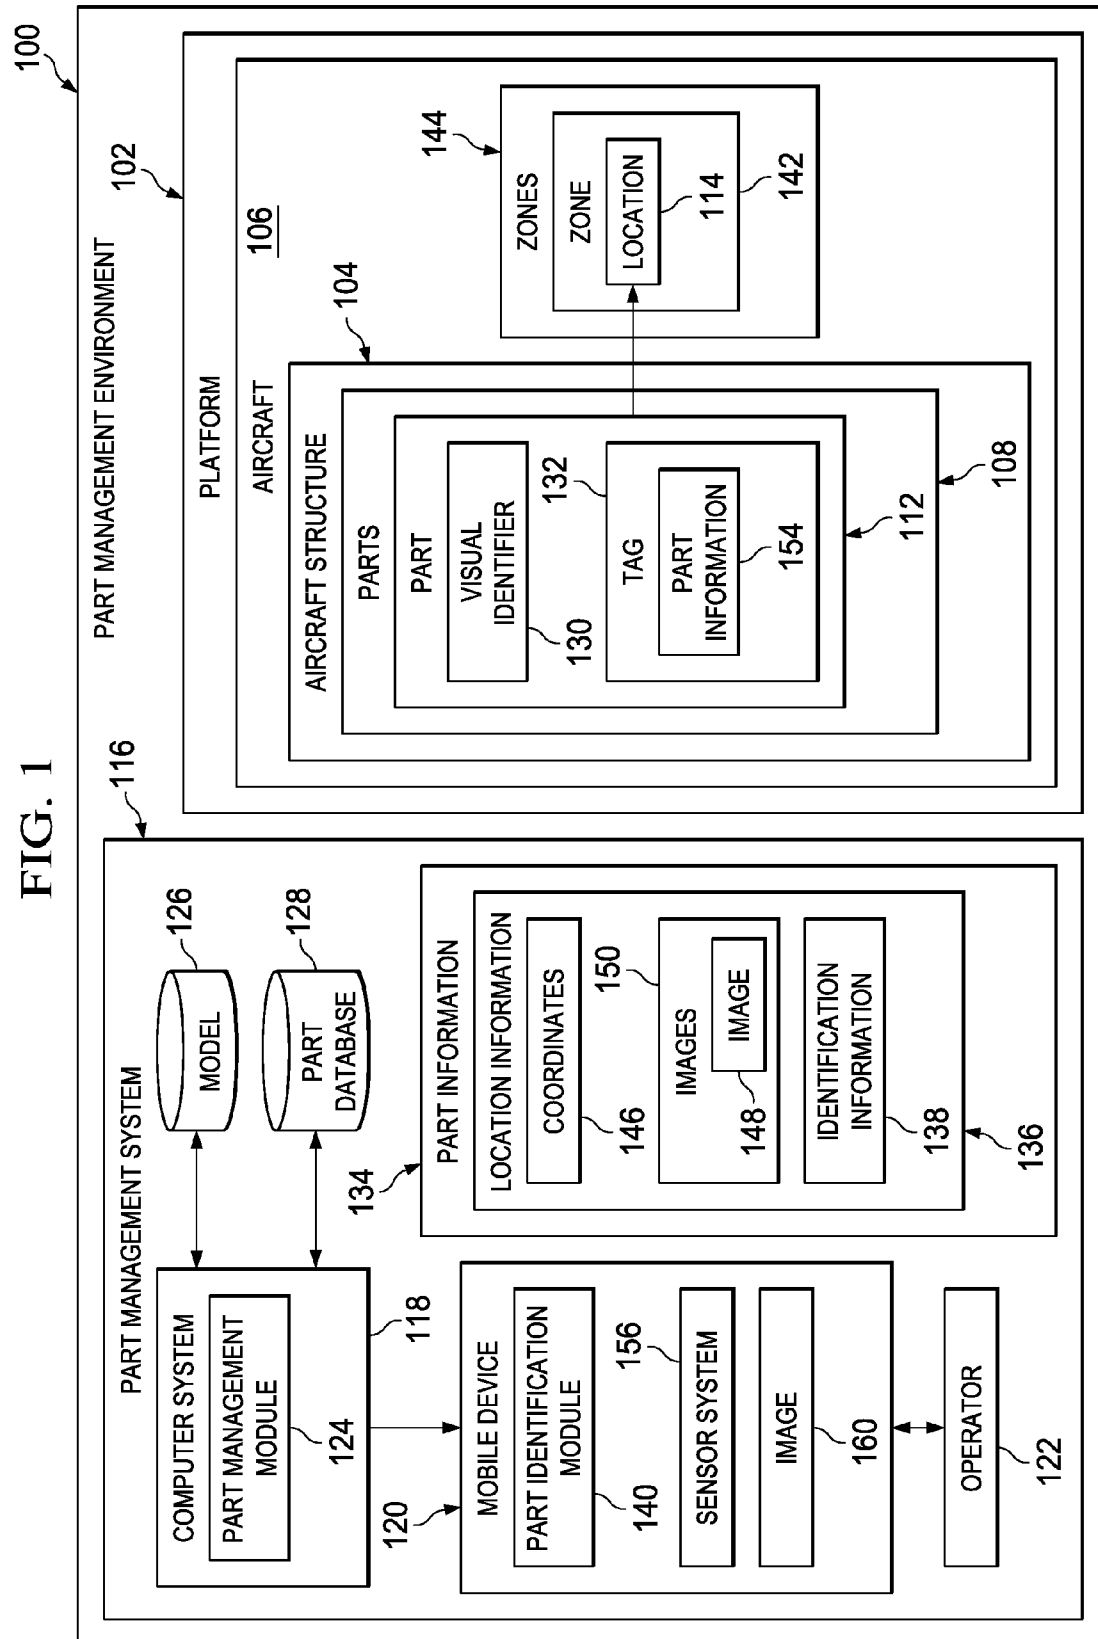 FIG. 1
100
PART MANAGEMENT ENVIRONMENT
116
PART MANAGEMENT SYSTEM
COMPUTER SYSTEM
PART MANAGEMENT
MODULE
124
118
MODEL
126
PART
DATABASE
128
120
MOBILE DEVICE
PART IDENTIFICATION
MODULE
140
156
SENSOR SYSTEM
IMAGE
160
OPERATOR
122
134
PART INFORMATION
LOCATION INFORMATION
COORDINATES
146
150
IMAGES
IMAGE
148
IDENTIFICATION
INFORMATION
138
136
102
PLATFORM
AIRCRAFT
106
104
AIRCRAFT STRUCTURE
PARTS
PART
VISUAL
IDENTIFIER
130
132
TAG
PART
INFORMATION
154
112
108
144
ZONES
ZONE
LOCATION
114
142